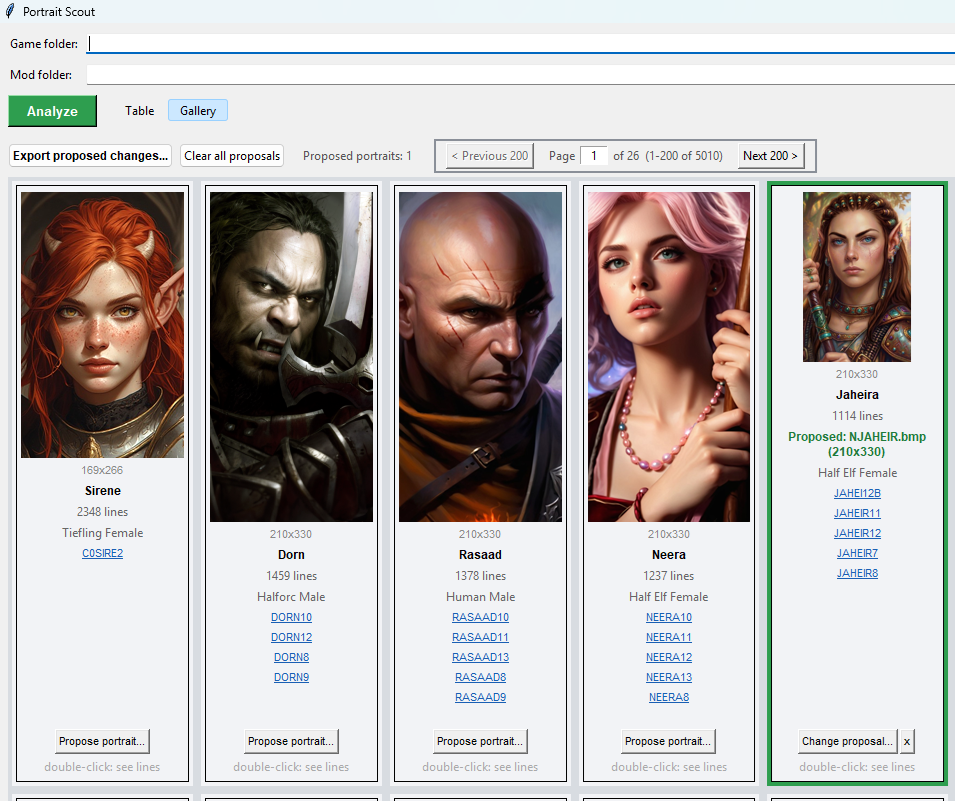 Portrait Scout
Game folder:
Mod folder:
Analyze Table Gallery
Export proposed changes... Clear all proposals Proposed portraits: 1 < Previous 200 Page 1 of 26 (1-200 of 5010) Next 200 >
169x266
Sirene
2348 lines
Tiefling Female
C0SIRE2
Propose portrait...
double-click: see lines
210x330
Dorn
1459 lines
Halforc Male
DORN10
DORN12
DORN8
DORN9
Propose portrait...
double-click: see lines
210x330
Rasaad
1378 lines
Human Male
RASAAD10
RASAAD11
RASAAD13
RASAAD8
RASAAD9
Propose portrait...
double-click: see lines
210x330
Neera
1237 lines
Half Elf Female
NEERA10
NEERA11
NEERA12
NEERA13
NEERA8
Propose portrait...
double-click: see lines
210x330
Jaheira
1114 lines
Proposed: NJAHEIR.bmp
(210x330)
Half Elf Female
JAHEI12B
JAHEIR11
JAHEIR12
JAHEIR7
JAHEIR8
Change proposal... x
double-click: see lines